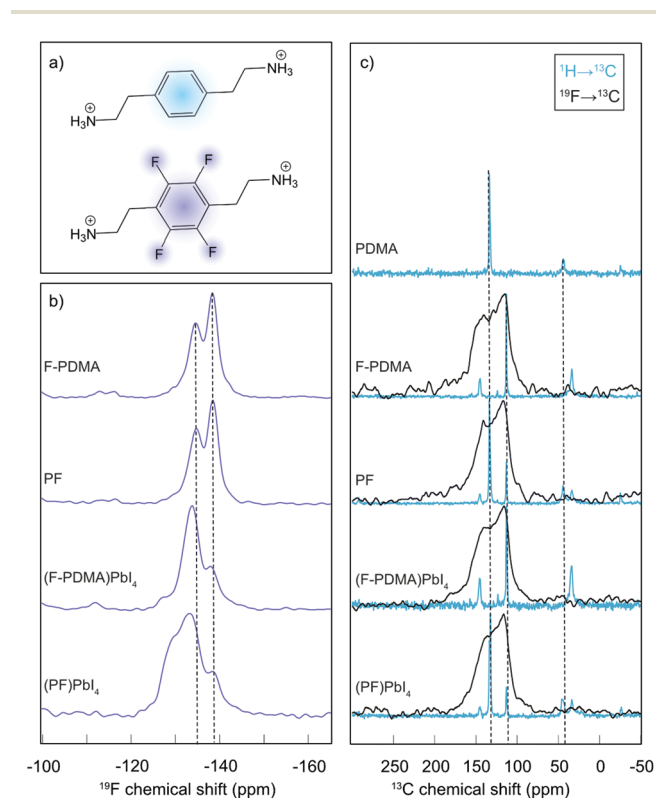 a)
⊕
NH₃
⊕
H₃N
F
F
⊕
NH₃
⊕
H₃N
F
F
b)
F-PDMA
PF
(F-PDMA)PbI₄
(PF)PbI₄
-100 -120 -140 -160
¹⁹F chemical shift (ppm)
c)
¹H→¹³C
¹⁹F→¹³C
PDMA
F-PDMA
PF
(F-PDMA)PbI₄
(PF)PbI₄
250 200 150 100 50 0 -50
¹³C chemical shift (ppm)